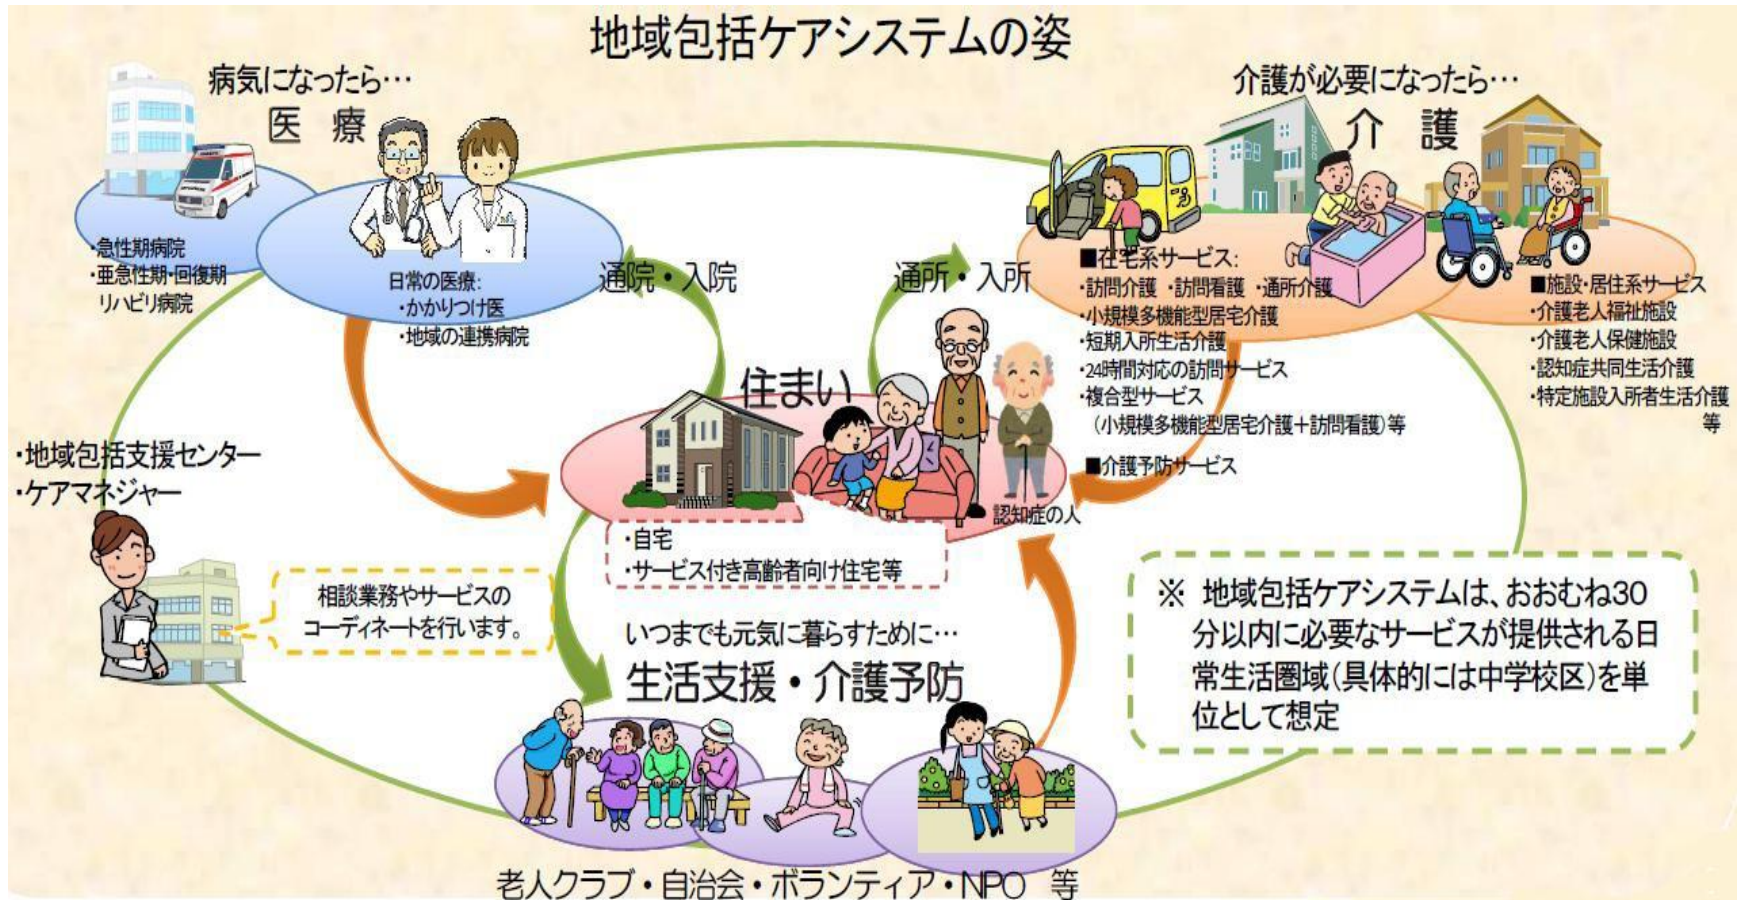 地域包括ケアシステムの姿
病気になったら…
医 療
・急性期病院
・亜急性期・回復期
リハビリ病院
日常の医療:
・かかりつけ医
・地域の連携病院
通院・入院
通所・入所
介護が必要になったら…
介 護
■在宅系サービス:
・訪問介護 ・訪問看護 ・通所介護
・小規模多機能型居宅介護
・短期入所生活介護
・24時間対応の訪問サービス
・複合型サービス
(小規模多機能型居宅介護+訪問看護)等
■介護予防サービス
■施設・居住系サービス
・介護老人福祉施設
・介護老人保健施設
・認知症共同生活介護
・特定施設入所者生活介護
等
住まい
認知症の人
・自宅
・サービス付き高齢者向け住宅等
・地域包括支援センター
・ケアマネジャー
相談業務やサービスの
コーディネートを行います。
いつまでも元気に暮らすために…
生活支援・介護予防
老人クラブ・自治会・ボランティア・NPO 等
※ 地域包括ケアシステムは、おおむね30
分以内に必要なサービスが提供される日
常生活圏域(具体的には中学校区)を単
位として想定